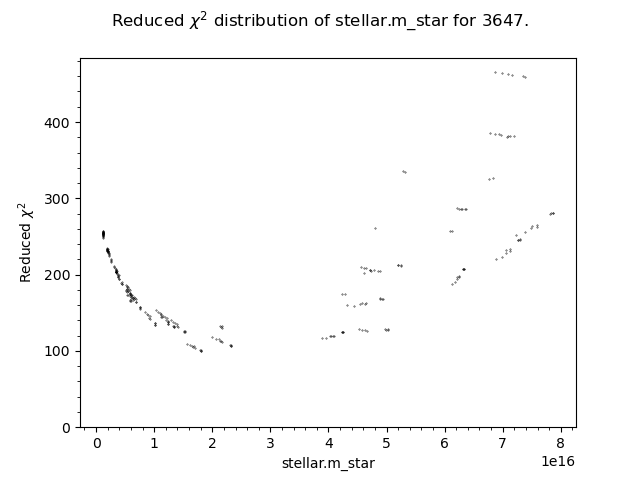 Reduced χ² distribution of stellar.m_star for 3647.
Reduced χ²
400
300
200
100
0
0 1 2 3 4 5 6 7 8
1e16
stellar.m_star